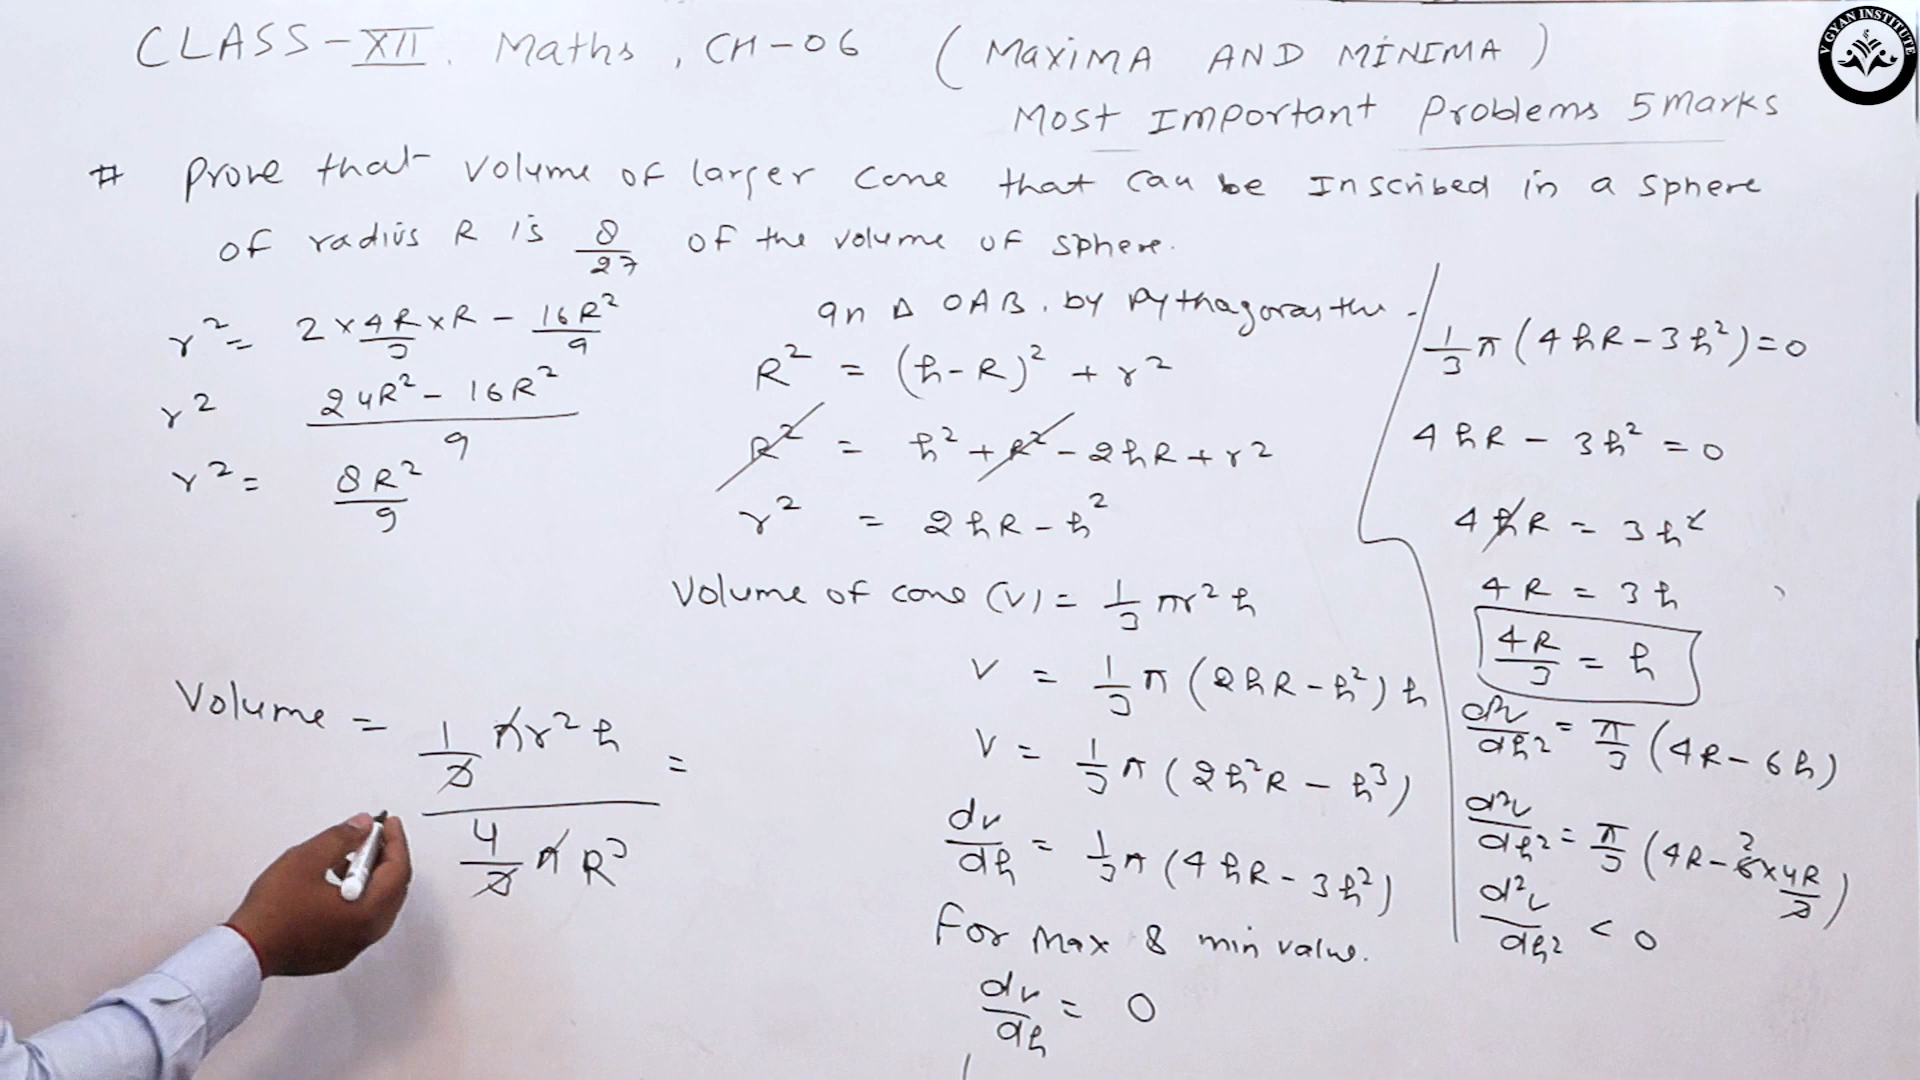 CLASS-XII. Maths, CH-06 (MAXIMA AND MINIMA)
V GYAN INSTITUTE
MOST IMPortant Problems 5 Marks
# Prove that volume of larger cone that can be Inscribed in a sphere
of radius R is 8/27 of the volume of sphere.
r² = 2×4R/3×R - 16R²/9
r² 24R² - 16R²/9
r² = 8R²/9
Volume = 1/3 πr²h / 4/3 πR³ =
In Δ OAB, by Pythagoras thm.
R² = (h-R)² + r²
R² = h² + R² - 2hR + r²
r² = 2hR - h²
Volume of cone (V) = 1/3 πr²h
V = 1/3 π (2hR - h²) h
V = 1/3 π (2h²R - h³)
dv/dh = 1/3 π (4hR - 3h²)
For Max & min value.
dv/dh = 0
1/3 π (4hR - 3h²) = 0
4hR - 3h² = 0
4hR = 3h²
4R = 3h
4R/3 = h
d²v/dh² = π/3 (4R - 6h)
d²v/dh² = π/3 (4R - 6 2 × 4R/3)
d²v/dh² < 0